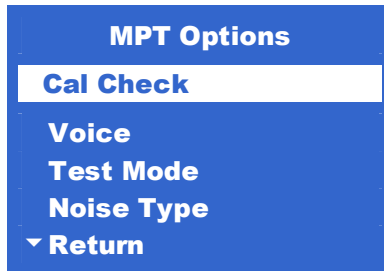 MPT Options
Cal Check
Voice
Test Mode
Noise Type
Return